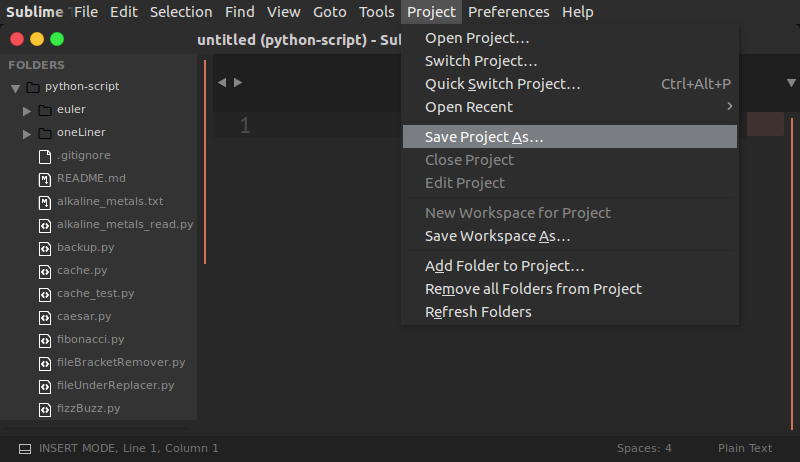 Sublime File Edit Selection Find View Goto Tools Project Preferences Help
untitled (python-script) - Su
FOLDERS
python-script
euler
oneLiner
.gitignore
README.md
alkaline_metals.txt
alkaline_metals_read.py
backup.py
cache.py
cache_test.py
caesar.py
fibonacci.py
fileBracketRemover.py
fileUnderReplacer.py
fizzBuzz.py
1
Open Project…
Switch Project…
Quick Switch Project… Ctrl+Alt+P
Open Recent
Save Project As…
Close Project
Edit Project
New Workspace for Project
Save Workspace As…
Add Folder to Project…
Remove all Folders from Project
Refresh Folders
INSERT MODE, Line 1, Column 1 Spaces: 4 Plain Text